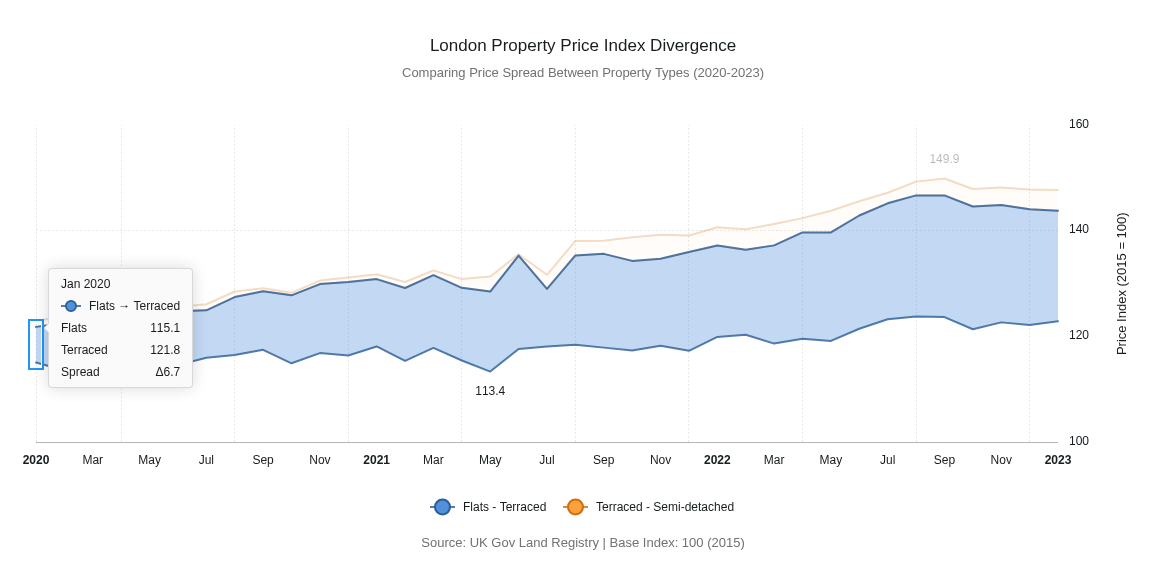 London Property Price Index Divergence
Comparing Price Spread Between Property Types (2020-2023)
160
149.9
140
Price Index (2015 = 100)
Jan 2020
Flats → Terraced
Flats 115.1
Terraced 121.8
Spread Δ6.7
120
113.4
100
2020 Mar May Jul Sep Nov 2021 Mar May Jul Sep Nov 2022 Mar May Jul Sep Nov 2023
Flats - Terraced Terraced - Semi-detached
Source: UK Gov Land Registry | Base Index: 100 (2015)